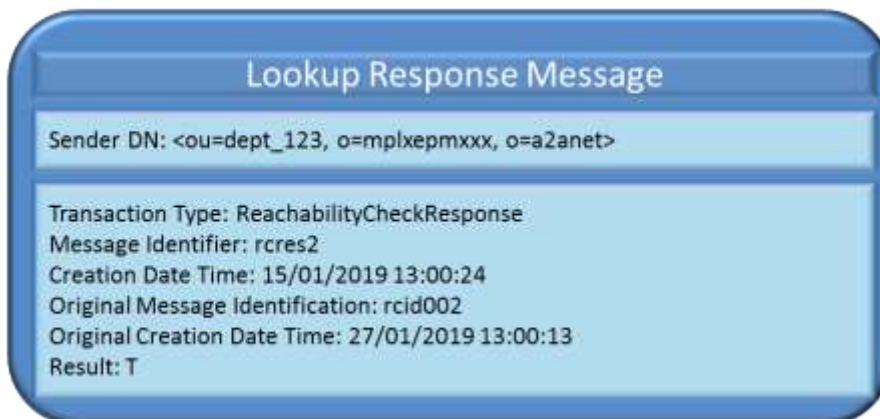 Lookup Response Message
Sender DN: <ou=dept_123, o=mplxepmxxx, o=a2anet>
Transaction Type: ReachabilityCheckResponse
Message Identifier: rcres2
Creation Date Time: 15/01/2019 13:00:24
Original Message Identification: rcid002
Original Creation Date Time: 27/01/2019 13:00:13
Result: T